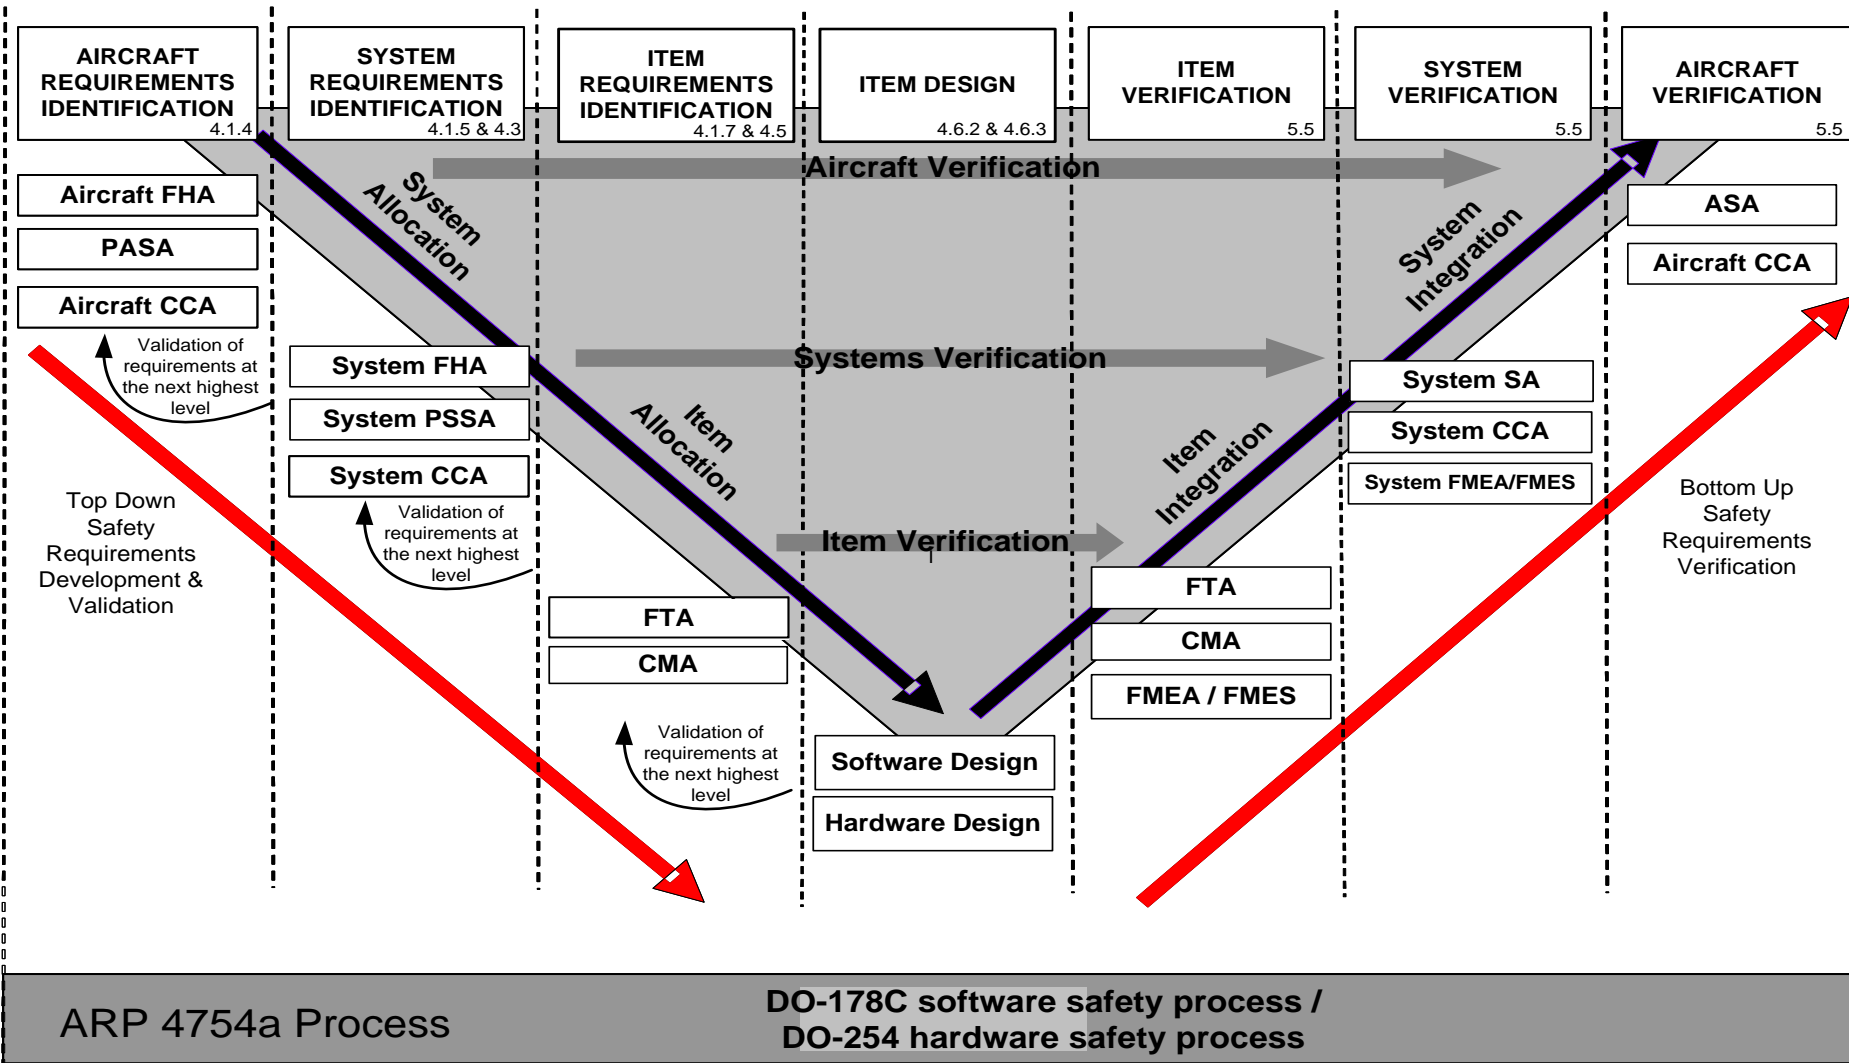 AIRCRAFT
REQUIREMENTS
IDENTIFICATION
4.1.4
SYSTEM
REQUIREMENTS
IDENTIFICATION
4.1.5 & 4.3
ITEM
REQUIREMENTS
IDENTIFICATION
4.1.7 & 4.5
ITEM DESIGN
4.6.2 & 4.6.3
ITEM
VERIFICATION
5.5
SYSTEM
VERIFICATION
5.5
AIRCRAFT
VERIFICATION
5.5
Aircraft Verification
System
Allocation
System
Integration
Aircraft FHA
PASA
Aircraft CCA
Validation of
requirements at
the next highest
level
ASA
Aircraft CCA
Systems Verification
System FHA
System PSSA
System CCA
Validation of
requirements at
the next highest
level
Item
Allocation
Item
Integration
System SA
System CCA
System FMEA/FMES
Top Down
Safety
Requirements
Development &
Validation
Bottom Up
Safety
Requirements
Verification
Item Verification
FTA
CMA
Validation of
requirements at
the next highest
level
FTA
CMA
FMEA / FMES
Software Design
Hardware Design
ARP 4754a Process
DO-178C software safety process /
DO-254 hardware safety process